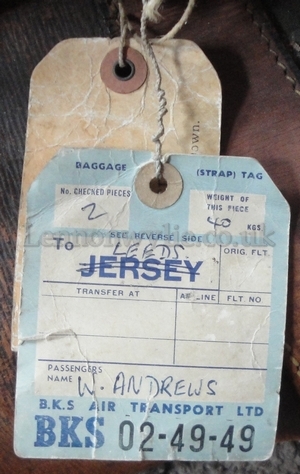 own.
BAGGAGE (STRAP) TAG
No. CHECKED PIECES
2
WEIGHT OF
THIS PIECE
40 KGS
SEE REVERSE SIDE
To LEEDS. ORIG. FLT.
JERSEY
TRANSFER AT AIRLINE FLT. NO
PASSENGERS
NAME W. ANDREWS
B.K.S AIR TRANSPORT LTD
BKS 02-49-49